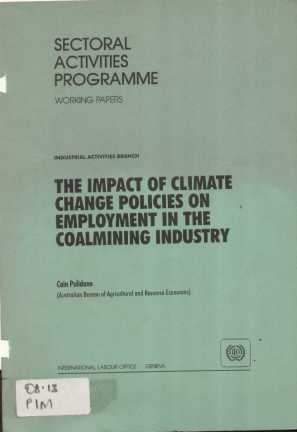 SECTORAL
ACTIVITIES
PROGRAMME
WORKING PAPERS
INDUSTRIAL ACTIVITIES BRANCH
THE IMPACT OF CLIMATE
CHANGE POLICIES ON
EMPLOYMENT IN THE
COALMINING INDUSTRY
Cain Polidano
(Australian Bureau of Agricultural and Resource Economics)
INTERNATIONAL LABOUR OFFICE GENEVA
08.13
PIM